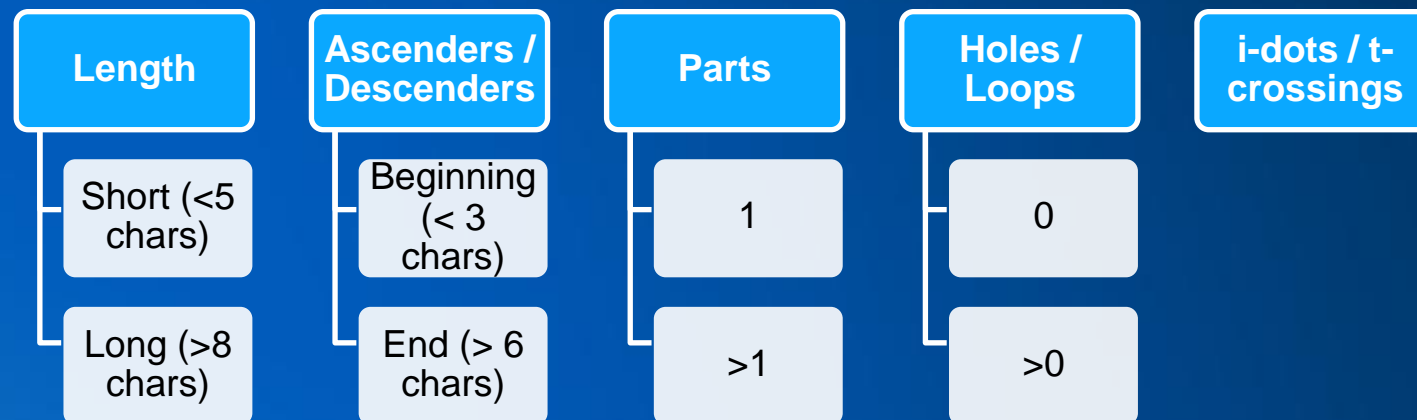 Length
Ascenders /
Descenders
Parts
Holes /
Loops
i-dots / t-
crossings
Short (<5
chars)
Beginning
(< 3
chars)
1
0
Long (>8
chars)
End (> 6
chars)
>1
>0